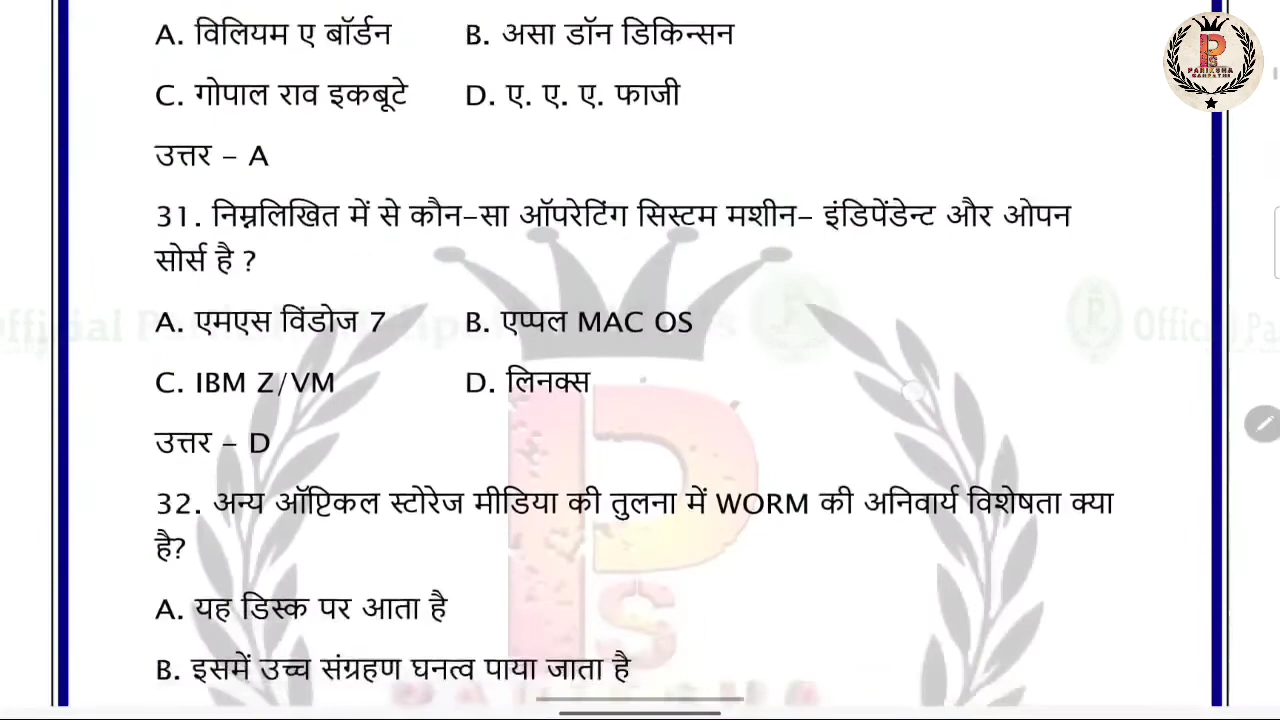 A. विलियम ए बॉर्डन B. असा डॉन डिकिन्सन
C. गोपाल राव इकबूटे D. ए. ए. ए. फाजी
उत्तर – A
31. निम्नलिखित में से कौन–सा ऑपरेटिंग सिस्टम मशीन– इंडिपेंडेन्ट और ओपन
सोर्स है ?
A. एमएस विंडोज 7 B. एप्पल MAC OS
C. IBM Z/VM D. लिनक्स
उत्तर – D
32. अन्य ऑप्टिकल स्टोरेज मीडिया की तुलना में WORM की अनिवार्य विशेषता क्या
है?
A. यह डिस्क पर आता है
B. इसमें उच्च संग्रहण घनत्व पाया जाता है
PARIKSHA